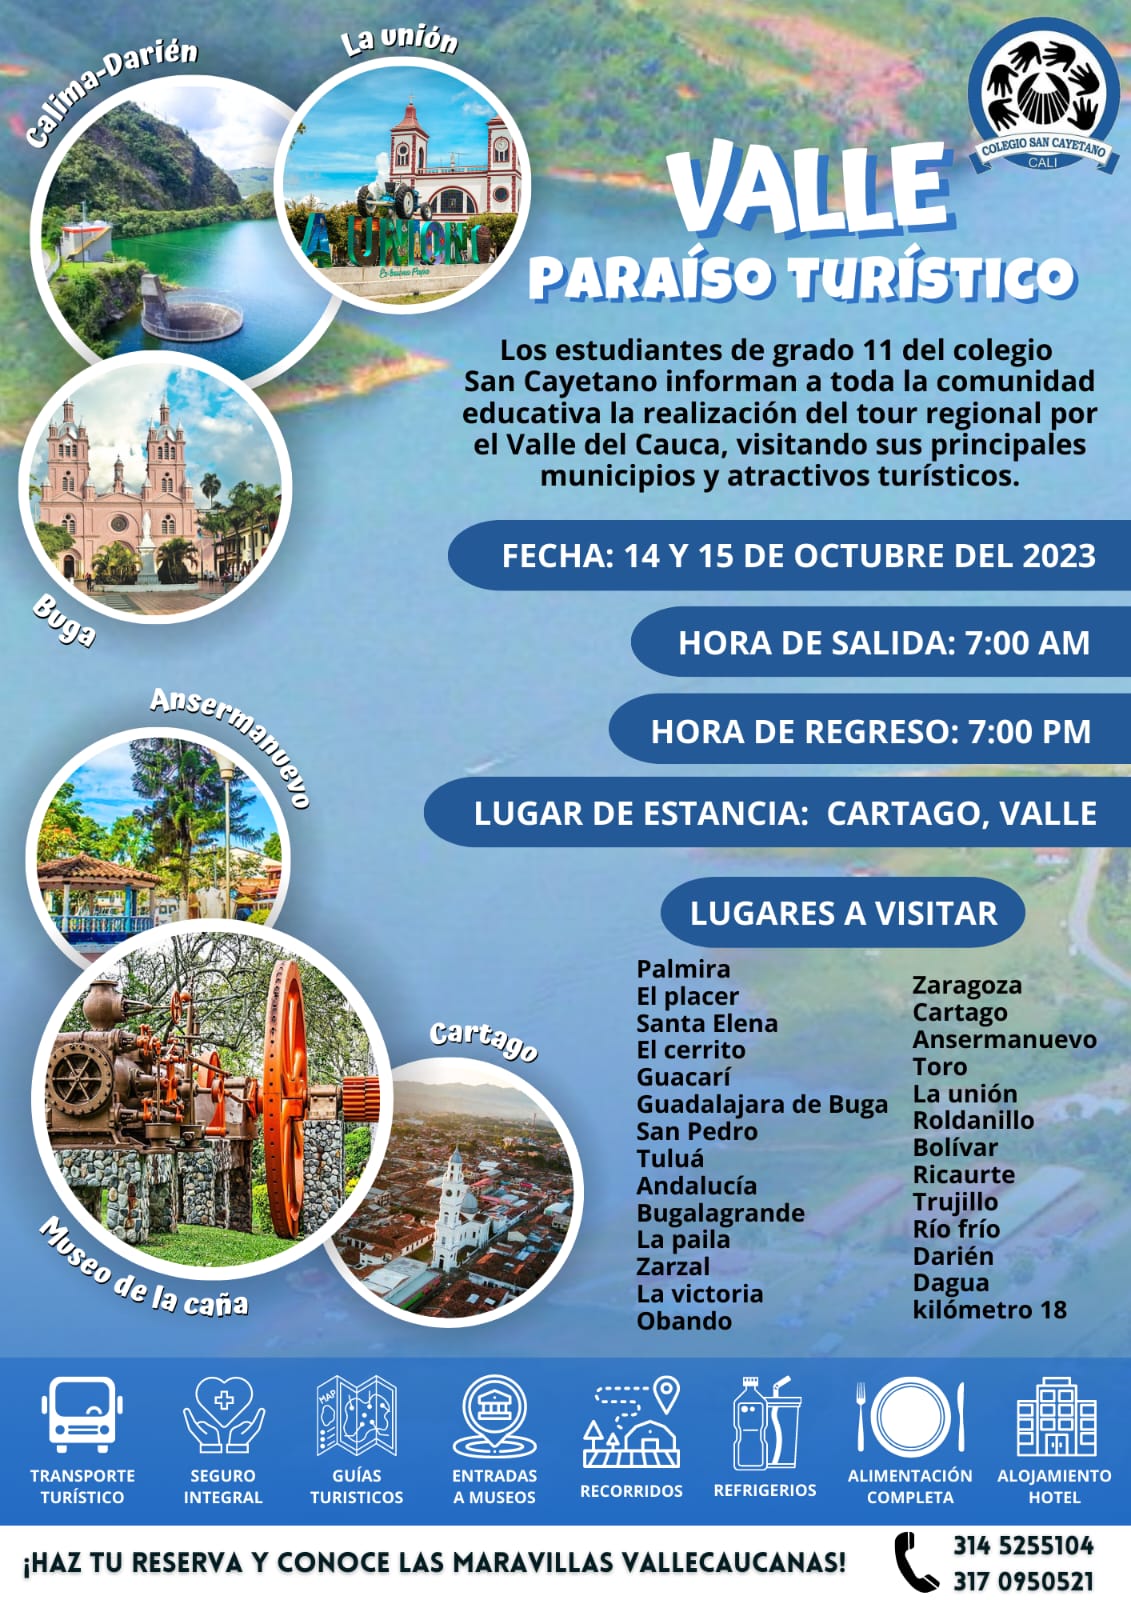 Calima-Darién
La unión
COLEGIO SAN CAYETANO
CALI
VALLE
PARAÍSO TURÍSTICO
A UNION
Es buena Papa
Los estudiantes de grado 11 del colegio
San Cayetano informan a toda la comunidad
educativa la realización del tour regional por
el Valle del Cauca, visitando sus principales
municipios y atractivos turísticos.
Buga
FECHA: 14 Y 15 DE OCTUBRE DEL 2023
HORA DE SALIDA: 7:00 AM
HORA DE REGRESO: 7:00 PM
LUGAR DE ESTANCIA: CARTAGO, VALLE
Ansermanuevo
Museo de la caña
Cartago
LUGARES A VISITAR
Palmira
El placer
Santa Elena
El cerrito
Guacarí
Guadalajara de Buga
San Pedro
Tuluá
Andalucía
Bugalagrande
La paila
Zarzal
La victoria
Obando
Zaragoza
Cartago
Ansermanuevo
Toro
La unión
Roldanillo
Bolívar
Ricaurte
Trujillo
Río frío
Darién
Dagua
kilómetro 18
MAP
TRANSPORTE
TURÍSTICO
SEGURO
INTEGRAL
GUÍAS
TURISTICOS
ENTRADAS
A MUSEOS
RECORRIDOS
REFRIGERIOS
ALIMENTACIÓN
COMPLETA
ALOJAMIENTO
HOTEL
¡HAZ TU RESERVA Y CONOCE LAS MARAVILLAS VALLECAUCANAS!
314 5255104
317 0950521